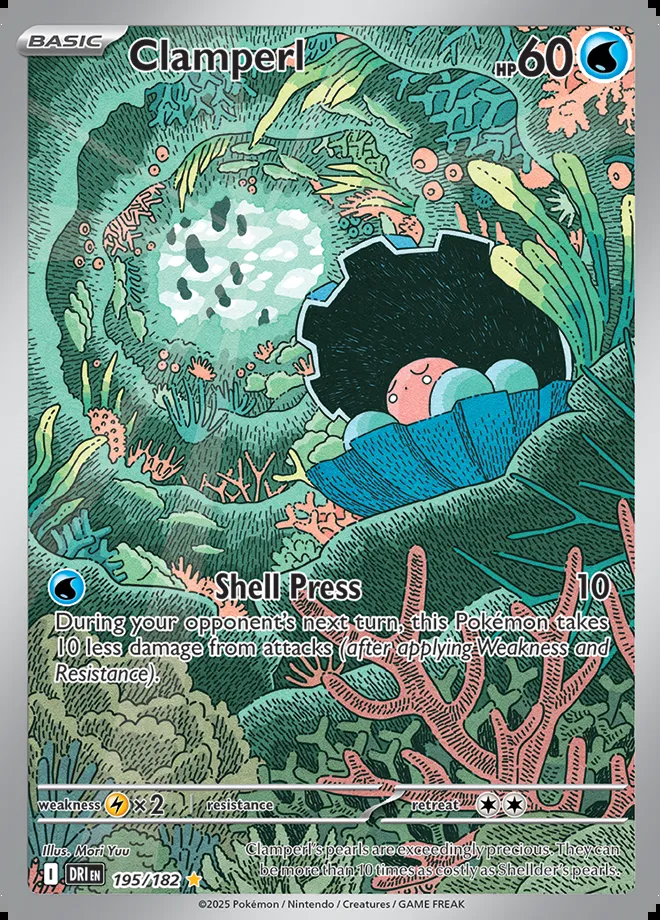 BASIC
Clamperl
HP60
Shell Press 10
During your opponent's next turn, this Pokémon takes
10 less damage from attacks (after applying Weakness and
Resistance).
weakness ×2 resistance retreat
Illus. Mori Yuu
Clamperl's pearls are exceedingly precious. They can
be more than 10 times as costly as Shellder's pearls.
I DRI EN 195/182
©2025 Pokémon / Nintendo / Creatures / GAME FREAK